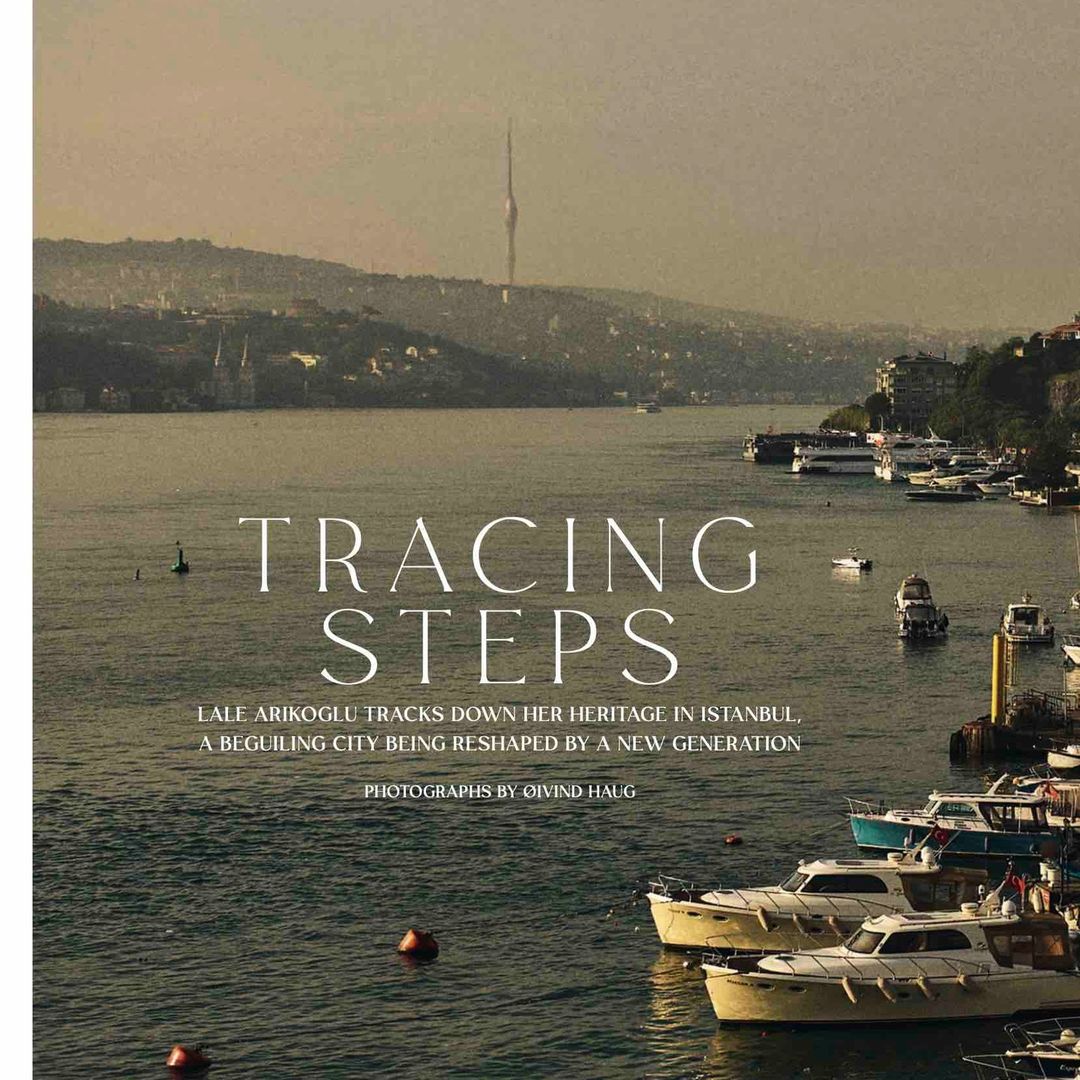 TRACING
STEPS
LALE ARIKOGLU TRACKS DOWN HER HERITAGE IN ISTANBUL,
A BEGUILING CITY BEING RESHAPED BY A NEW GENERATION
PHOTOGRAPHS BY ØIVIND HAUG